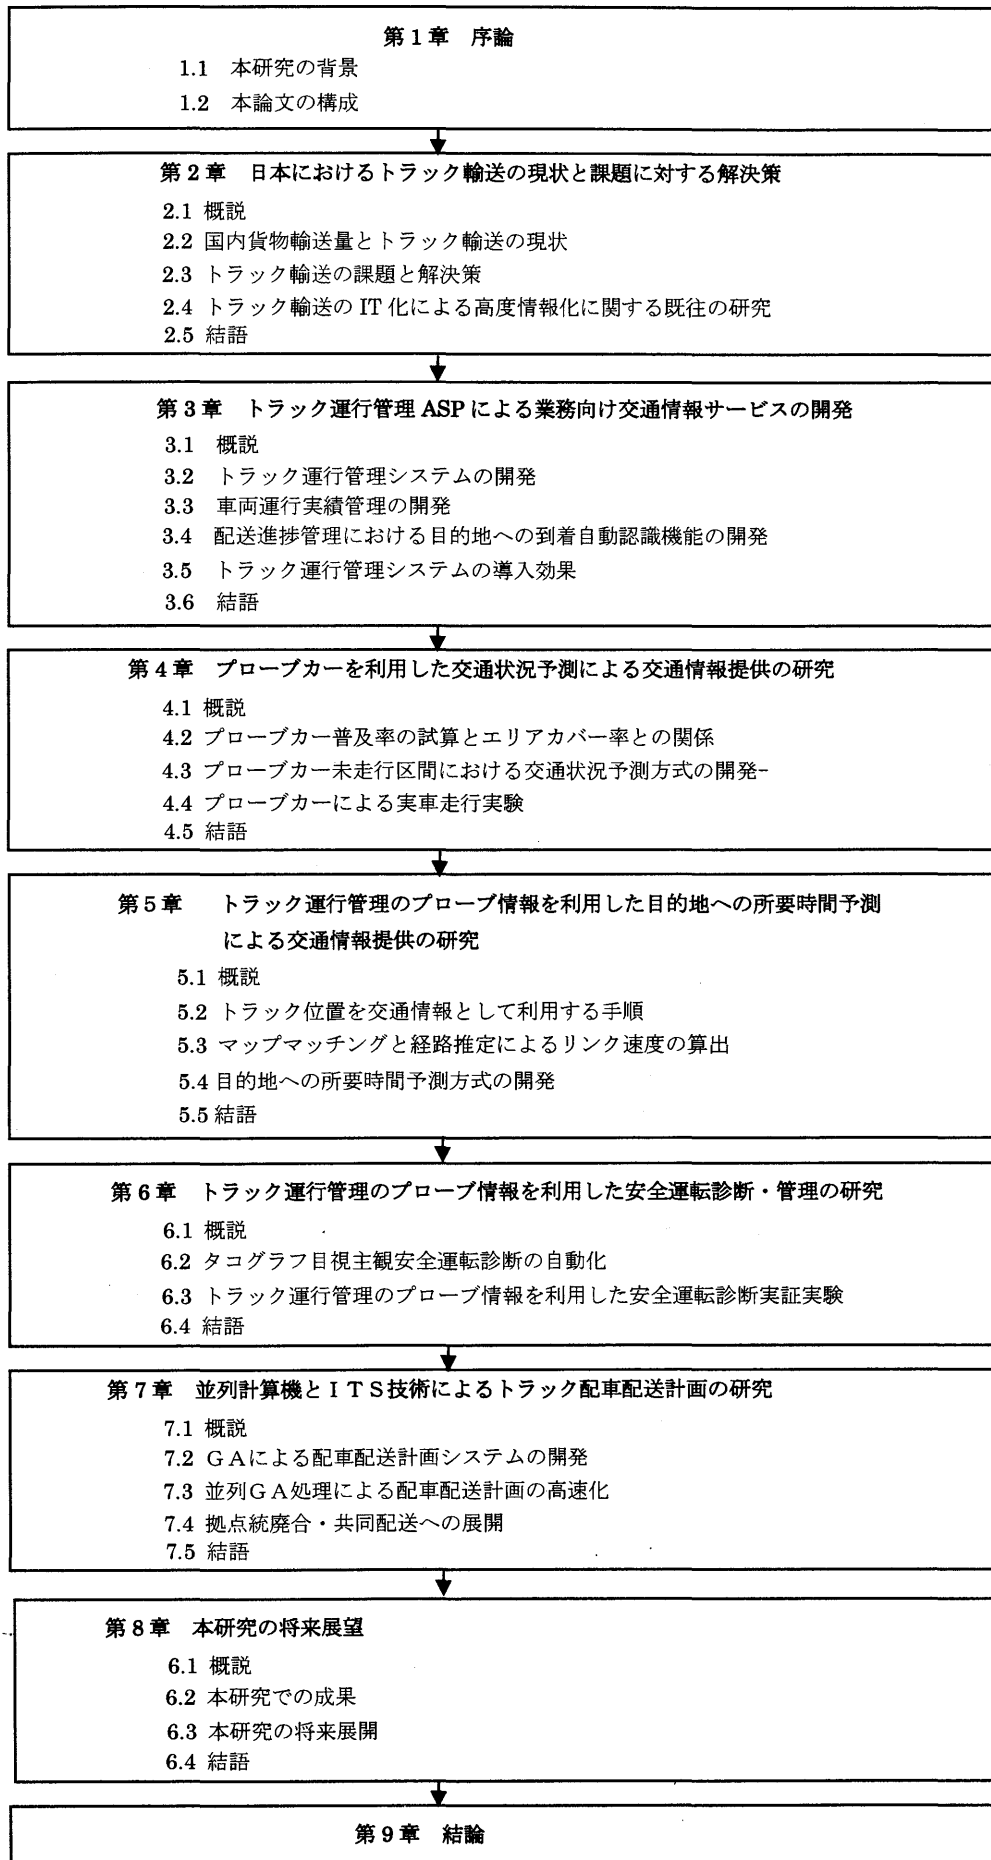 第1章 序論
1.1 本研究の背景
1.2 本論文の構成
第2章 日本におけるトラック輸送の現状と課題に対する解決策
2.1 概説
2.2 国内貨物輸送量とトラック輸送の現状
2.3 トラック輸送の課題と解決策
2.4 トラック輸送の IT 化による高度情報化に関する既往の研究
2.5 結語
第3章 トラック運行管理 ASP による業務向け交通情報サービスの開発
3.1 概説
3.2 トラック運行管理システムの開発
3.3 車両運行実績管理の開発
3.4 配送進捗管理における目的地への到着自動認識機能の開発
3.5 トラック運行管理システムの導入効果
3.6 結語
第4章 プローブカーを利用した交通状況予測による交通情報提供の研究
4.1 概説
4.2 プローブカー普及率の試算とエリアカバー率との関係
4.3 プローブカー未走行区間における交通状況予測方式の開発-
4.4 プローブカーによる実車走行実験
4.5 結語
第5章 トラック運行管理のプローブ情報を利用した目的地への所要時間予測
による交通情報提供の研究
5.1 概説
5.2 トラック位置を交通情報として利用する手順
5.3 マップマッチングと経路推定によるリンク速度の算出
5.4 目的地への所要時間予測方式の開発
5.5 結語
第6章 トラック運行管理のプローブ情報を利用した安全運転診断・管理の研究
6.1 概説
6.2 タコグラフ目視主観安全運転診断の自動化
6.3 トラック運行管理のプローブ情報を利用した安全運転診断実証実験
6.4 結語
第7章 並列計算機とITS技術によるトラック配車配送計画の研究
7.1 概説
7.2 GAによる配車配送計画システムの開発
7.3 並列GA処理による配車配送計画の高速化
7.4 拠点統廃合・共同配送への展開
7.5 結語
第8章 本研究の将来展望
6.1 概説
6.2 本研究での成果
6.3 本研究の将来展開
6.4 結語
第9章 結論